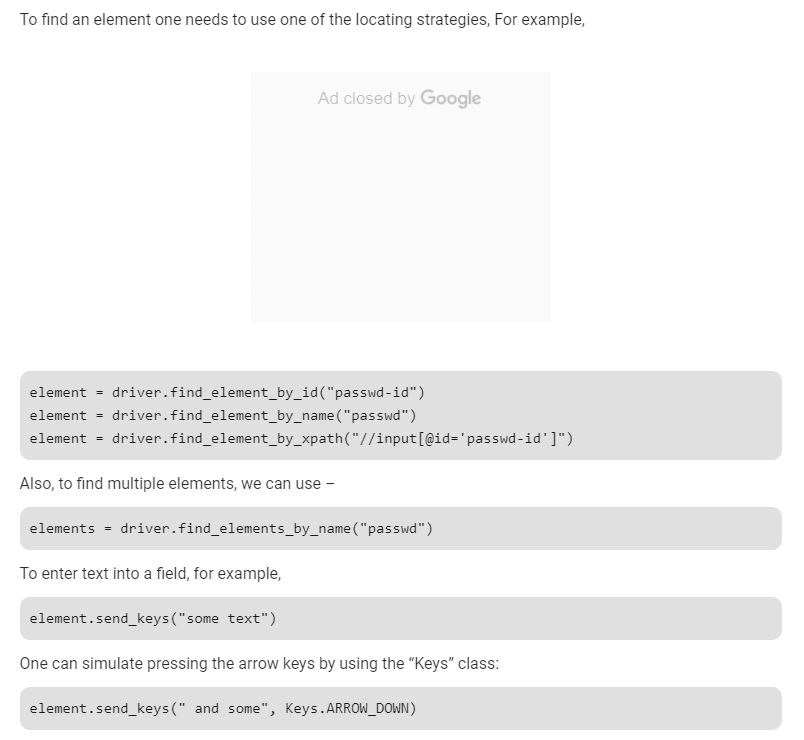 To find an element one needs to use one of the locating strategies, For example,
Ad closed by Google
element = driver.find_element_by_id("passwd-id")
element = driver.find_element_by_name("passwd")
element = driver.find_element_by_xpath("//input[@id='passwd-id']")
Also, to find multiple elements, we can use –
elements = driver.find_elements_by_name("passwd")
To enter text into a field, for example,
element.send_keys("some text")
One can simulate pressing the arrow keys by using the “Keys” class:
element.send_keys(" and some", Keys.ARROW_DOWN)